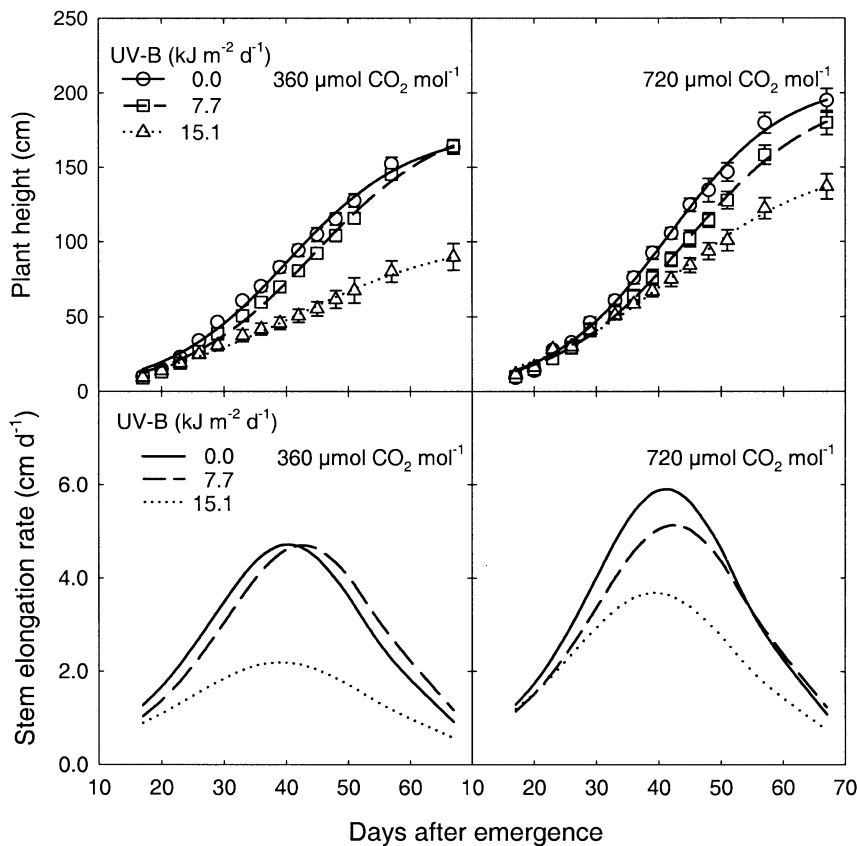 250
200
150
100
50
0
Plant height (cm)
UV-B (kJ m⁻² d⁻¹)
0.0
7.7
15.1
360 µmol CO₂ mol⁻¹
720 µmol CO₂ mol⁻¹
6.0
4.0
2.0
0.0
Stem elongation rate (cm d⁻¹)
UV-B (kJ m⁻² d⁻¹)
0.0
7.7
15.1
360 µmol CO₂ mol⁻¹
720 µmol CO₂ mol⁻¹
10 20 30 40 50 60 10 20 30 40 50 60 70
Days after emergence